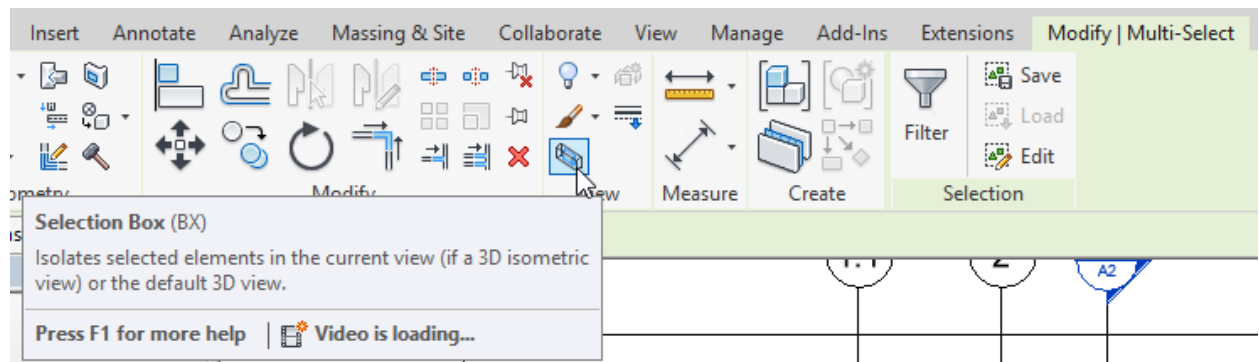 Insert Annotate Analyze Massing & Site Collaborate View Manage Add-Ins Extensions Modify | Multi-Select
Save
Load
Filter
Edit
Modify
Measure Create Selection
Selection Box (BX)
Isolates selected elements in the current view (if a 3D isometric
view) or the default 3D view.
Press F1 for more help | Video is loading...
A2